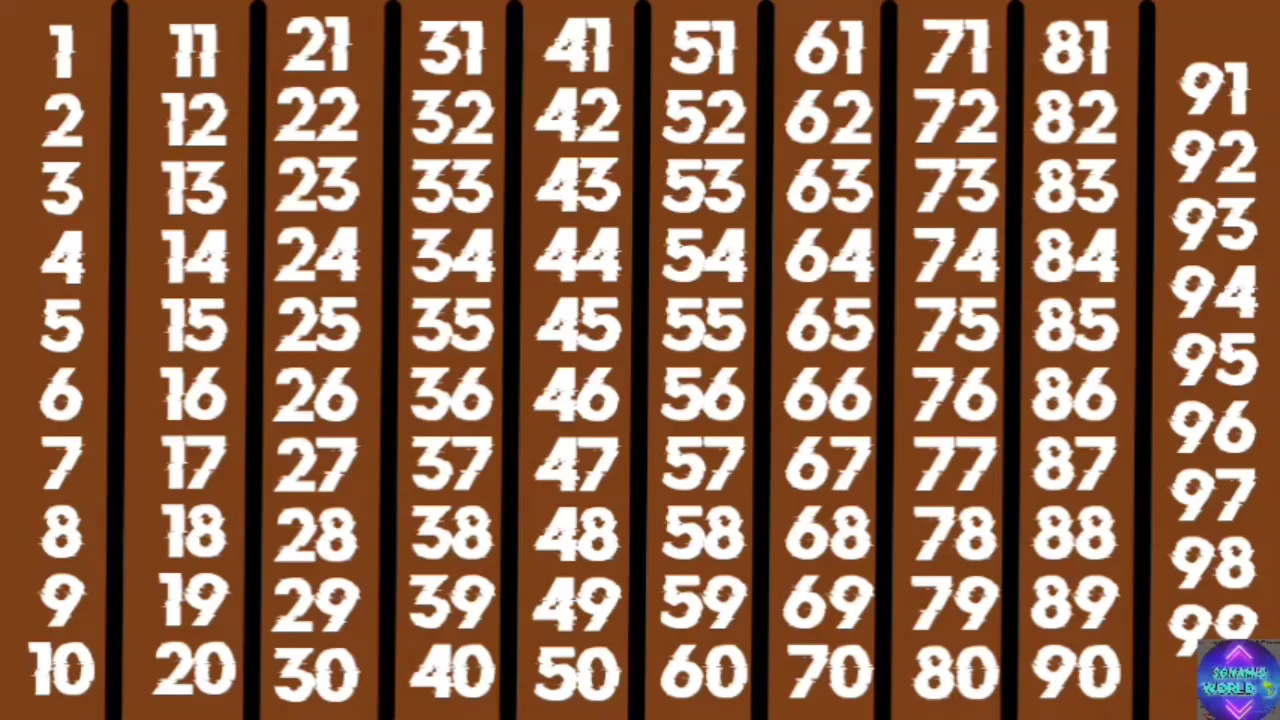 1 11 21 31 41 51 61 71 81 91
2 12 22 32 42 52 62 72 82 92
3 13 23 33 43 53 63 73 83 93
4 14 24 34 44 54 64 74 84 94
5 15 25 35 45 55 65 75 85 95
6 16 26 36 46 56 66 76 86 96
7 17 27 37 47 57 67 77 87 97
8 18 28 38 48 58 68 78 88 98
9 19 29 39 49 59 69 79 89 99
10 20 30 40 50 60 70 80 90
WORLD